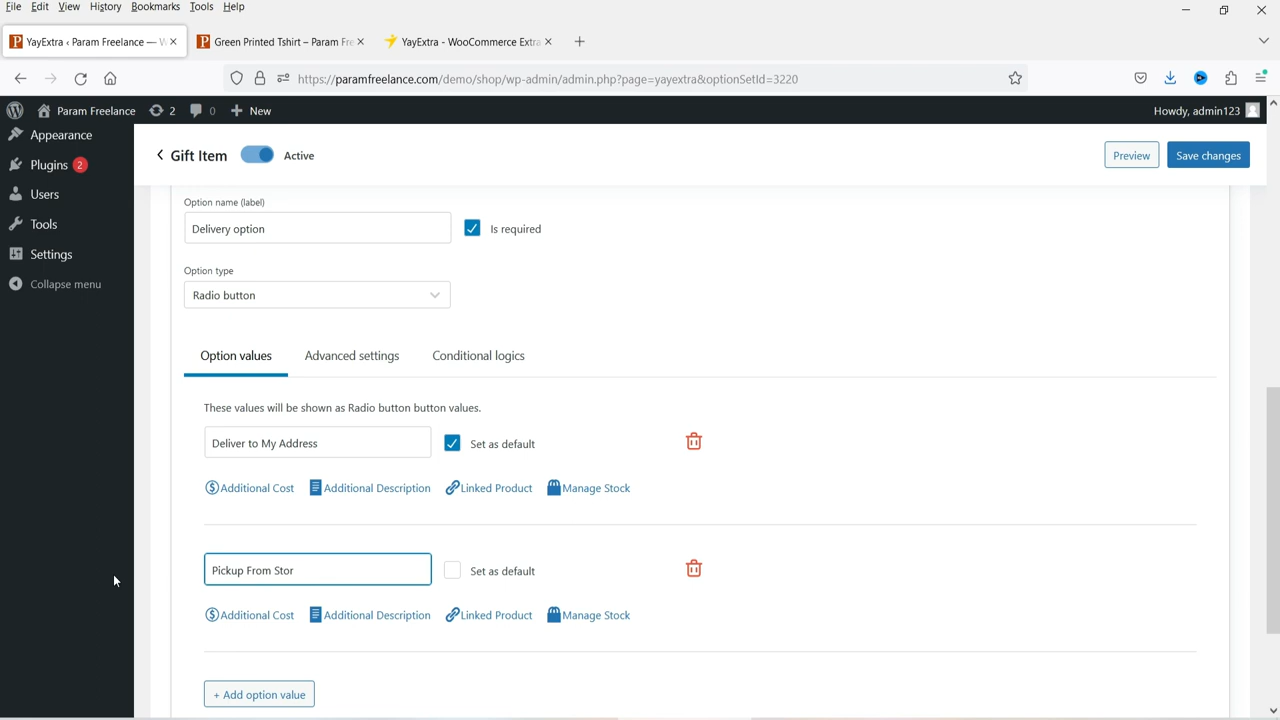 File Edit View History Bookmarks Tools Help
YayExtra ‹ Param Freelance — W
Green Printed Tshirt – Param Fre
YayExtra - WooCommerce Extra
https://paramfreelance.com/demo/shop/wp-admin/admin.php?page=yayextra&optionSetId=3220
Param Freelance 2 0 New Howdy, admin123
Appearance
Plugins 2
Users
Tools
Settings
Collapse menu
Gift Item Active Preview Save changes
Option name (label)
Delivery option Is required
Option type
Radio button
Option values Advanced settings Conditional logics
These values will be shown as Radio button button values.
Deliver to My Address Set as default
Additional Cost Additional Description Linked Product Manage Stock
Pickup From Stor Set as default
Additional Cost Additional Description Linked Product Manage Stock
+ Add option value